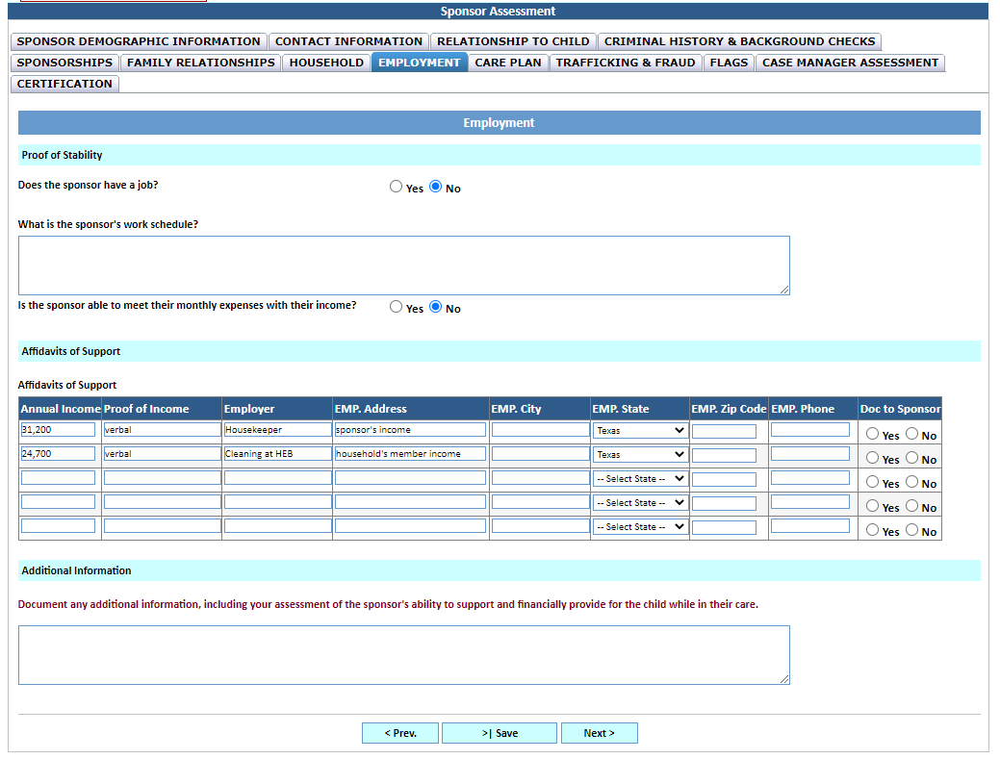 Sponsor Assessment
SPONSOR DEMOGRAPHIC INFORMATION CONTACT INFORMATION RELATIONSHIP TO CHILD CRIMINAL HISTORY & BACKGROUND CHECKS
SPONSORSHIPS FAMILY RELATIONSHIPS HOUSEHOLD EMPLOYMENT CARE PLAN TRAFFICKING & FRAUD FLAGS CASE MANAGER ASSESSMENT
CERTIFICATION
Employment
Proof of Stability
Does the sponsor have a job? Yes No
What is the sponsor's work schedule?
Is the sponsor able to meet their monthly expenses with their income? Yes No
Affidavits of Support
Affidavits of Support
Annual Income Proof of Income Employer EMP. Address EMP. City EMP. State EMP. Zip Code EMP. Phone Doc to Sponsor
31,200 verbal Housekeeper sponsor's income Texas Yes No
24,700 verbal Cleaning at HEB household's member income Texas Yes No
-- Select State -- Yes No
-- Select State -- Yes No
-- Select State -- Yes No
Additional Information
Document any additional information, including your assessment of the sponsor's ability to support and financially provide for the child while in their care.
< Prev. >| Save Next >